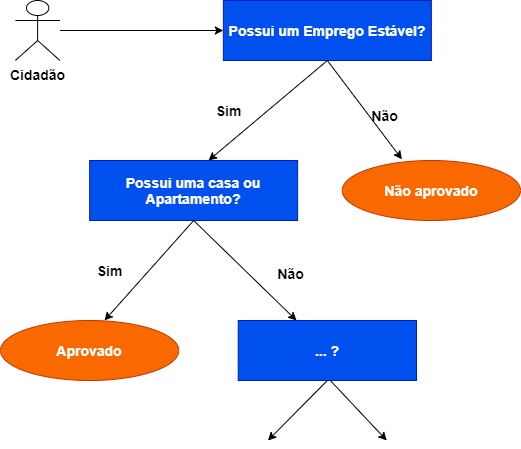 Possui um Emprego Estável?
Cidadão
Sim
Não
Possui uma casa ou
Apartamento?
Não aprovado
Sim
Não
Aprovado
... ?